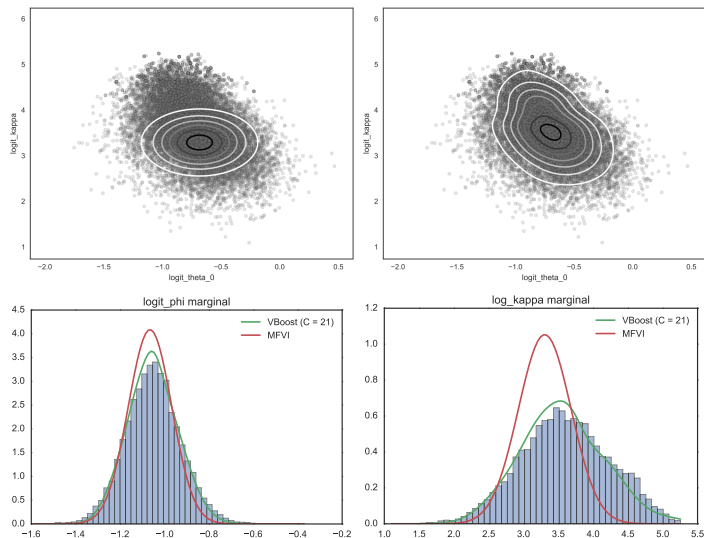 6
5
4
3
2
1
logit_kappa
−2.0 −1.5 −1.0 −0.5 0.0 0.5
logit_theta_0
6
5
4
3
2
1
logit_kappa
−2.0 −1.5 −1.0 −0.5 0.0 0.5
logit_theta_0
logit_phi marginal
VBoost (C = 21)
MFVI
4.5
4.0
3.5
3.0
2.5
2.0
1.5
1.0
0.5
0.0
−1.6 −1.4 −1.2 −1.0 −0.8 −0.6 −0.4 −0.2
log_kappa marginal
VBoost (C = 21)
MFVI
1.2
1.0
0.8
0.6
0.4
0.2
0.0
1.0 1.5 2.0 2.5 3.0 3.5 4.0 4.5 5.0 5.5